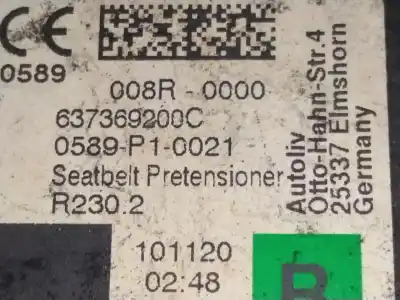 CE
0589
008R - 0000
637369200C
0589-P1-0021
Seatbelt Pretensioner
R230.2
101120
02:48
Autoliv
Otto-Hahn-Str.4
25337 Elmshorn
Germany
R